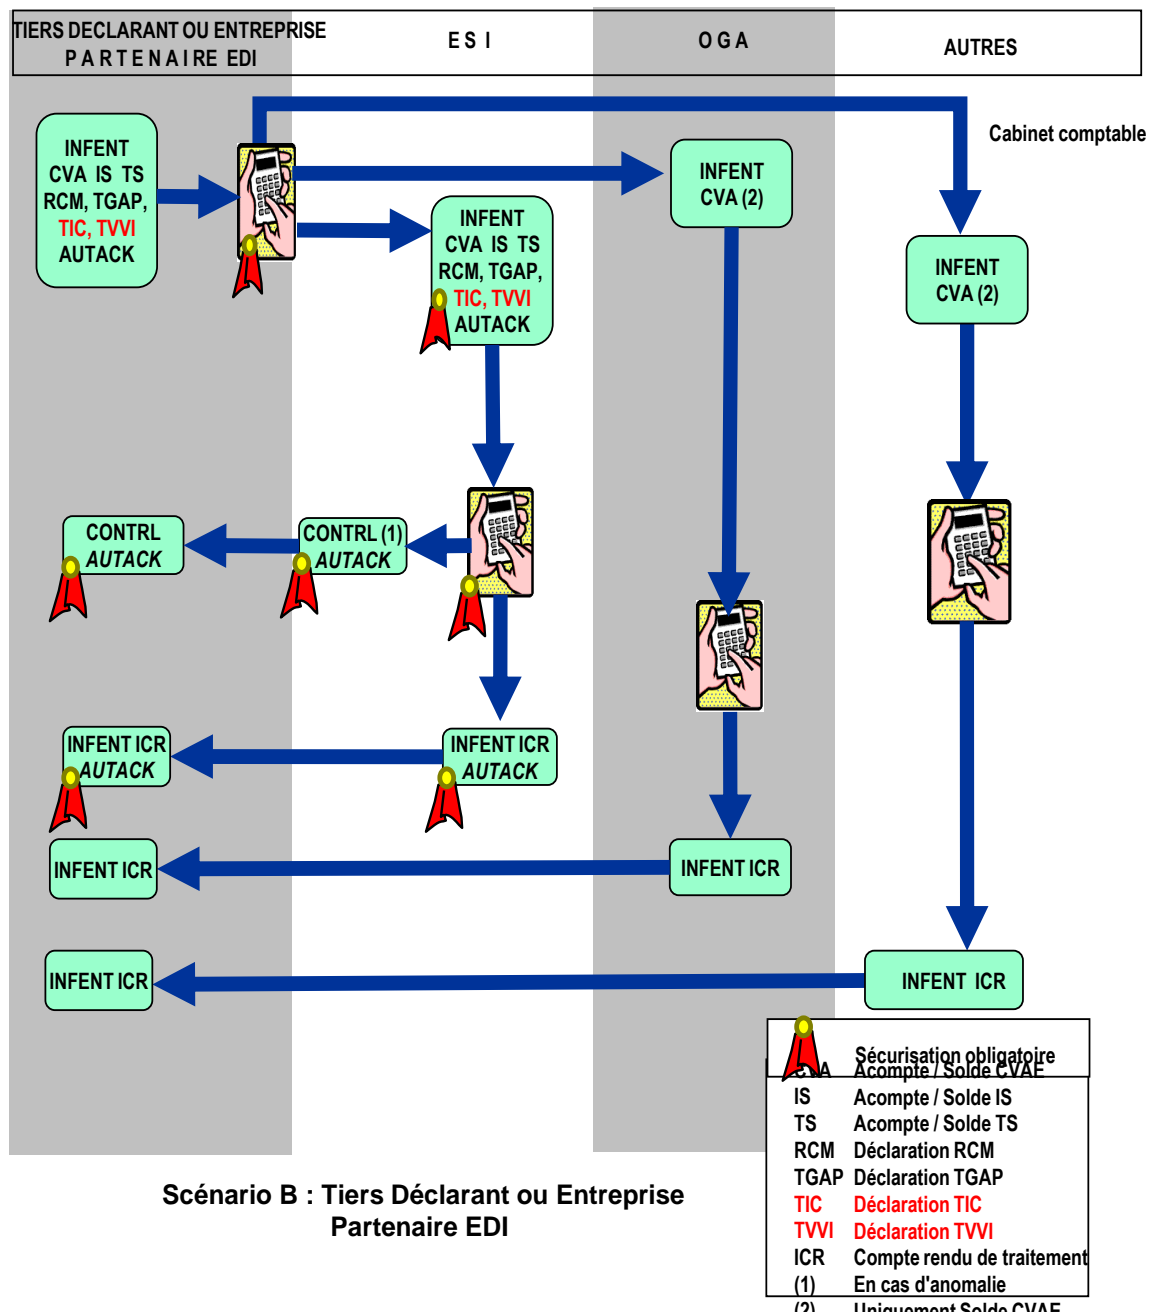 TIERS DECLARANT OU ENTREPRISE
PARTENAIRE EDI
ESI
OGA
AUTRES
Cabinet comptable
INFENT
CVA IS TS
RCM, TGAP,
TIC, TVVI
AUTACK
INFENT
CVA (2)
INFENT
CVA IS TS
RCM, TGAP,
TIC, TVVI
AUTACK
INFENT
CVA (2)
CONTRL
AUTACK
CONTRL (1)
AUTACK
INFENT ICR
AUTACK
INFENT ICR
AUTACK
INFENT ICR
INFENT ICR
INFENT ICR
INFENT ICR
Sécurisation obligatoire
CVA Acompte / Solde CVAE
IS Acompte / Solde IS
TS Acompte / Solde TS
RCM Déclaration RCM
TGAP Déclaration TGAP
TIC Déclaration TIC
TVVI Déclaration TVVI
ICR Compte rendu de traitement
(1) En cas d'anomalie
(2) Uniquement Solde CVAE
Scénario B : Tiers Déclarant ou Entreprise
Partenaire EDI